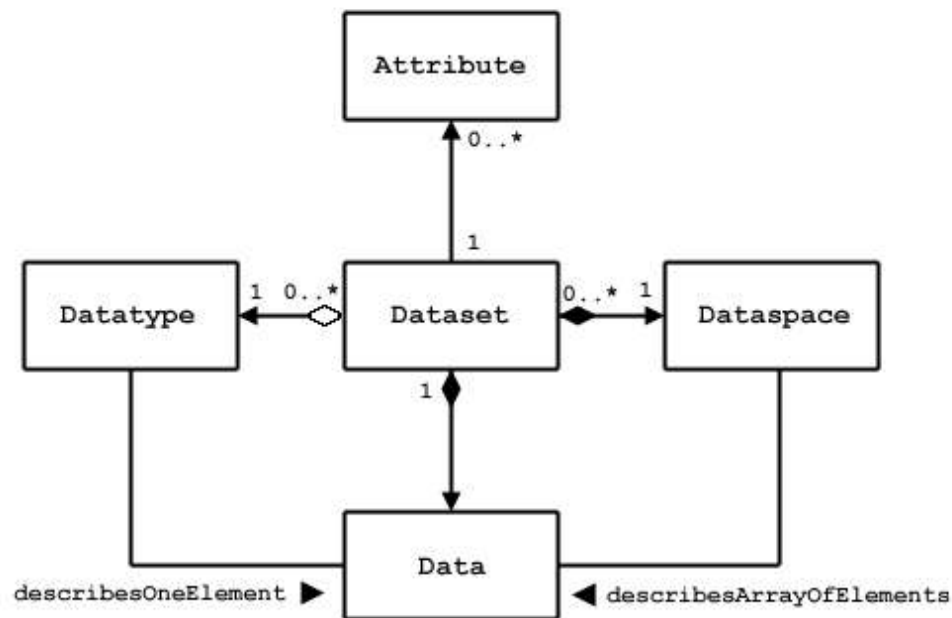 Attribute
0..*
1
Datatype
1 0..*
Dataset
0..* 1
Dataspace
1
Data
describesOneElement ▶
◀ describesArrayOfElements